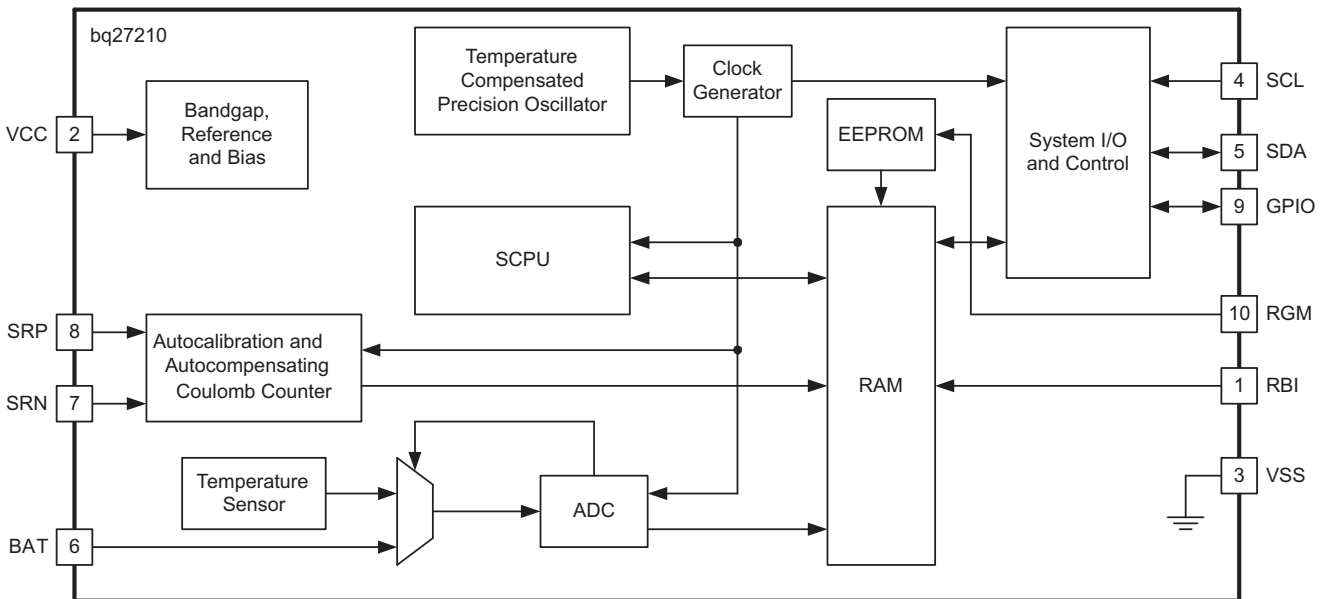 bq27210
Temperature
Compensated
Precision Oscillator
Clock
Generator
Bandgap,
Reference
and Bias
VCC 2
EEPROM
System I/O
and Control
4 SCL
5 SDA
9 GPIO
SCPU
SRP 8
SRN 7
Autocalibration and
Autocompensating
Coulomb Counter
RAM
10 RGM
1 RBI
Temperature
Sensor
ADC
3 VSS
BAT 6